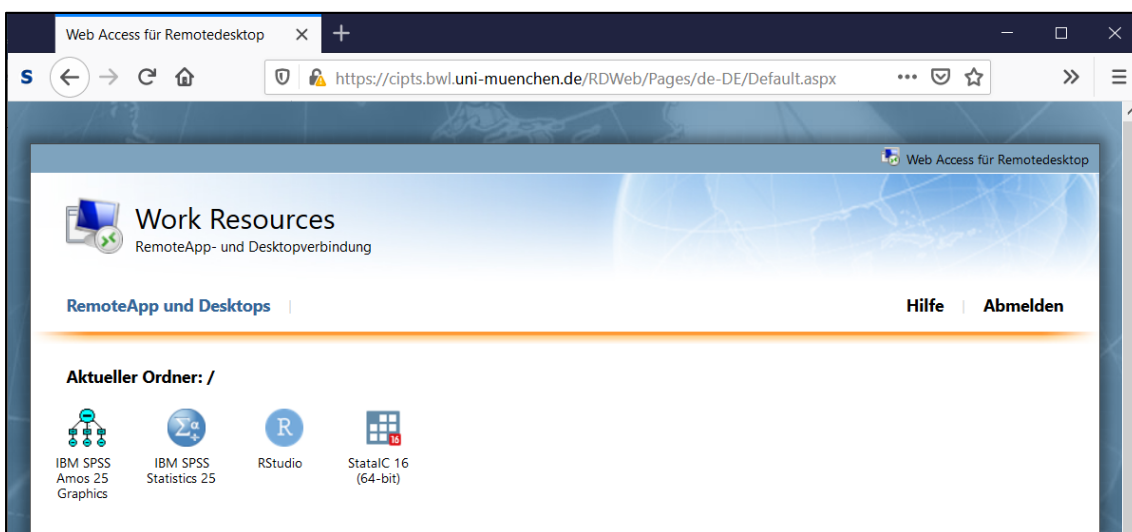 Web Access für Remotedesktop
S
https://cipts.bwl.uni-muenchen.de/RDWeb/Pages/de-DE/Default.aspx
Web Access für Remotedesktop
Work Resources
RemoteApp- und Desktopverbindung
RemoteApp und Desktops | Hilfe | Abmelden
Aktueller Ordner: /
Σα
R
16
IBM SPSS
Amos 25
Graphics
IBM SPSS
Statistics 25
RStudio
StataIC 16
(64-bit)